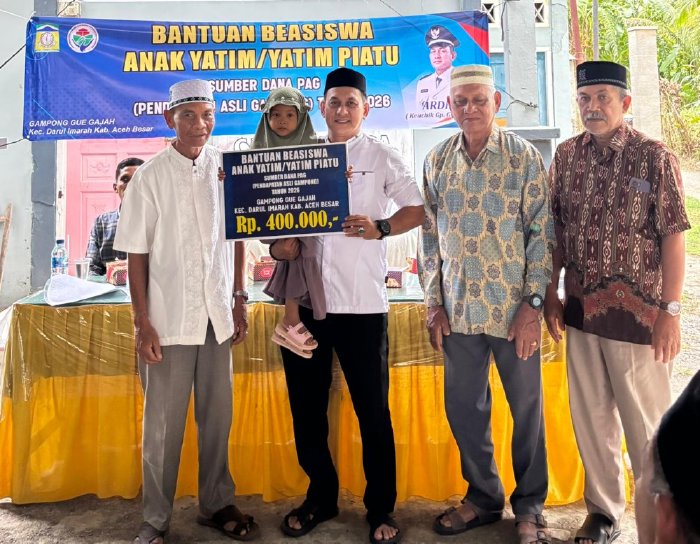 BANTUAN BEASISWA
ANAK YATIM/YATIM PIATU
SUMBER DANA PAG
GAMPONG GUE GAJAH
Kec. Darul Imarah Kab. Aceh Besar
BANTUAN BEASISWA
ANAK YATIM/YATIM PIATU
SUMBER DANA PAG
(PENDAPATAN ASLI GAMPONG)
TAHUN 2026
GAMPONG GUE GAJAH
KEC. DARUL IMARAH KAB. ACEH BESAR
Rp. 400.000,-